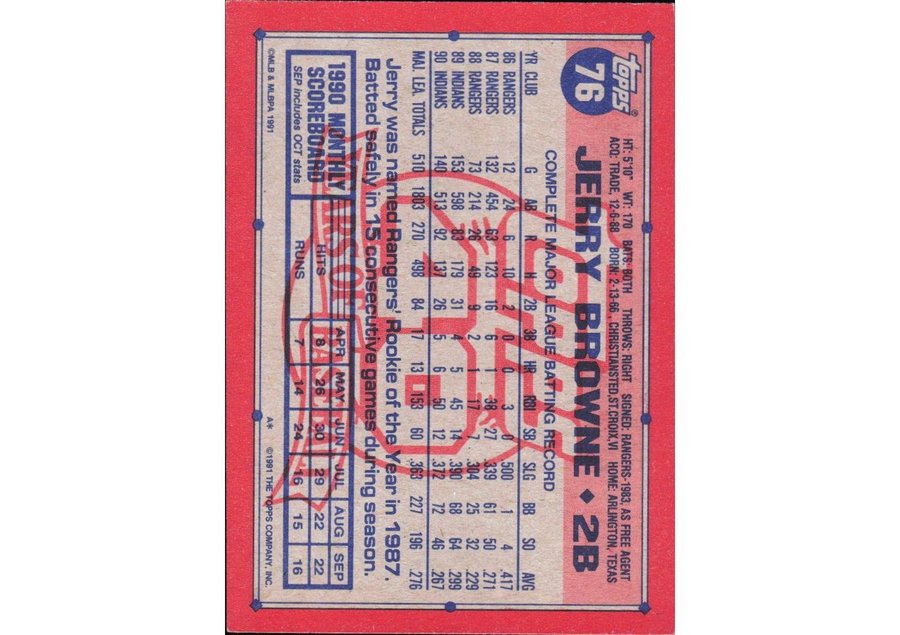 Topps®
76
HT: 5'10" WT: 170 BATS: BOTH THROWS: RIGHT SIGNED: RANGERS-1983, AS FREE AGENT
ACQ: TRADE, 12-6-88 BORN: 2-13-66, CHRISTIANSTED, ST. CROIX, VI HOME: ARLINGTON, TEXAS
JERRY BROWNE ♦ 2B
COMPLETE MAJOR LEAGUE BATTING RECORD
YR CLUB G AB R H 2B 3B HR RBI SB SLG BB SO AVG
86 RANGERS 12 24 6 10 2 0 0 3 0 .500 1 4 .417
87 RANGERS 132 454 63 123 16 6 1 38 27 .339 61 50 .271
88 RANGERS 73 214 26 49 9 2 1 17 7 .304 25 32 .229
89 INDIANS 153 598 83 179 31 4 5 45 14 .390 68 64 .299
90 INDIANS 140 513 92 137 26 5 6 50 12 .372 72 46 .267
MAJ. LEA. TOTALS 510 1803 270 498 84 17 13 153 60 .363 227 196 .276
Jerry was named Rangers' Rookie of the Year in 1987.
Batted safely in 15 consecutive games during season.
1990 MONTHLY
SCOREBOARD
SEP includes OCT stats
APR MAY JUN JUL AUG SEP
HITS 8 26 30 29 22 22
RUNS 7 14 24 16 15 16
Topps
40
YEARS OF BASEBALL
©MLB & MLBPA 1991
A* ©1991 THE TOPPS COMPANY, INC.